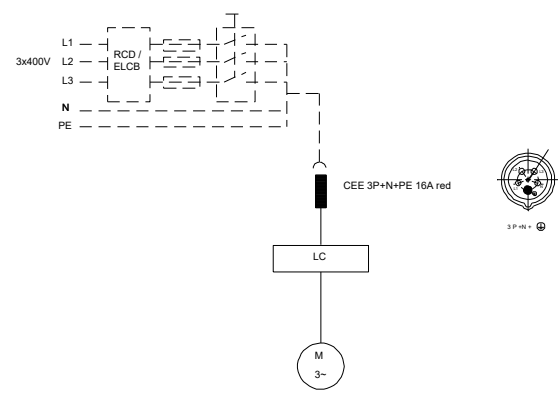 L1
RCD /
ELCB
3x400V
L2
L3
N
PE
CEE 3P+N+PE 16A red
3 P +N +
LC
M
3~